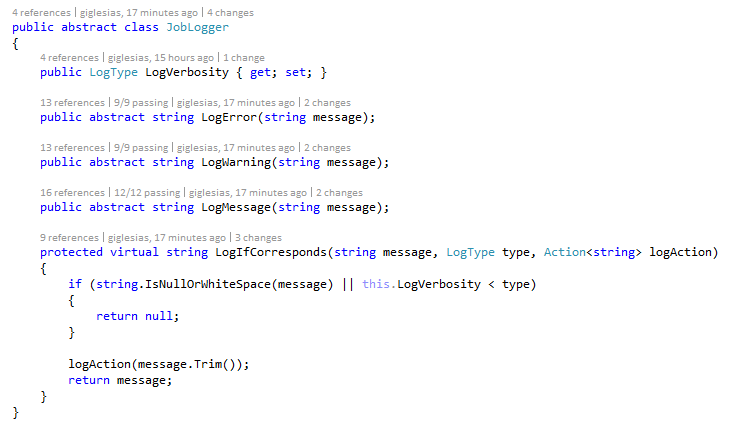 4 references | giglesias, 17 minutes ago | 4 changes
public abstract class JobLogger
{
4 references | giglesias, 15 hours ago | 1 change
public LogType LogVerbosity { get; set; }
13 references | 9/9 passing | giglesias, 17 minutes ago | 2 changes
public abstract string LogError(string message);
13 references | 9/9 passing | giglesias, 17 minutes ago | 2 changes
public abstract string LogWarning(string message);
16 references | 12/12 passing | giglesias, 17 minutes ago | 2 changes
public abstract string LogMessage(string message);
9 references | giglesias, 17 minutes ago | 3 changes
protected virtual string LogIfCorresponds(string message, LogType type, Action<string> logAction)
{
if (string.IsNullOrWhiteSpace(message) || this.LogVerbosity < type)
{
return null;
}
logAction(message.Trim());
return message;
}
}